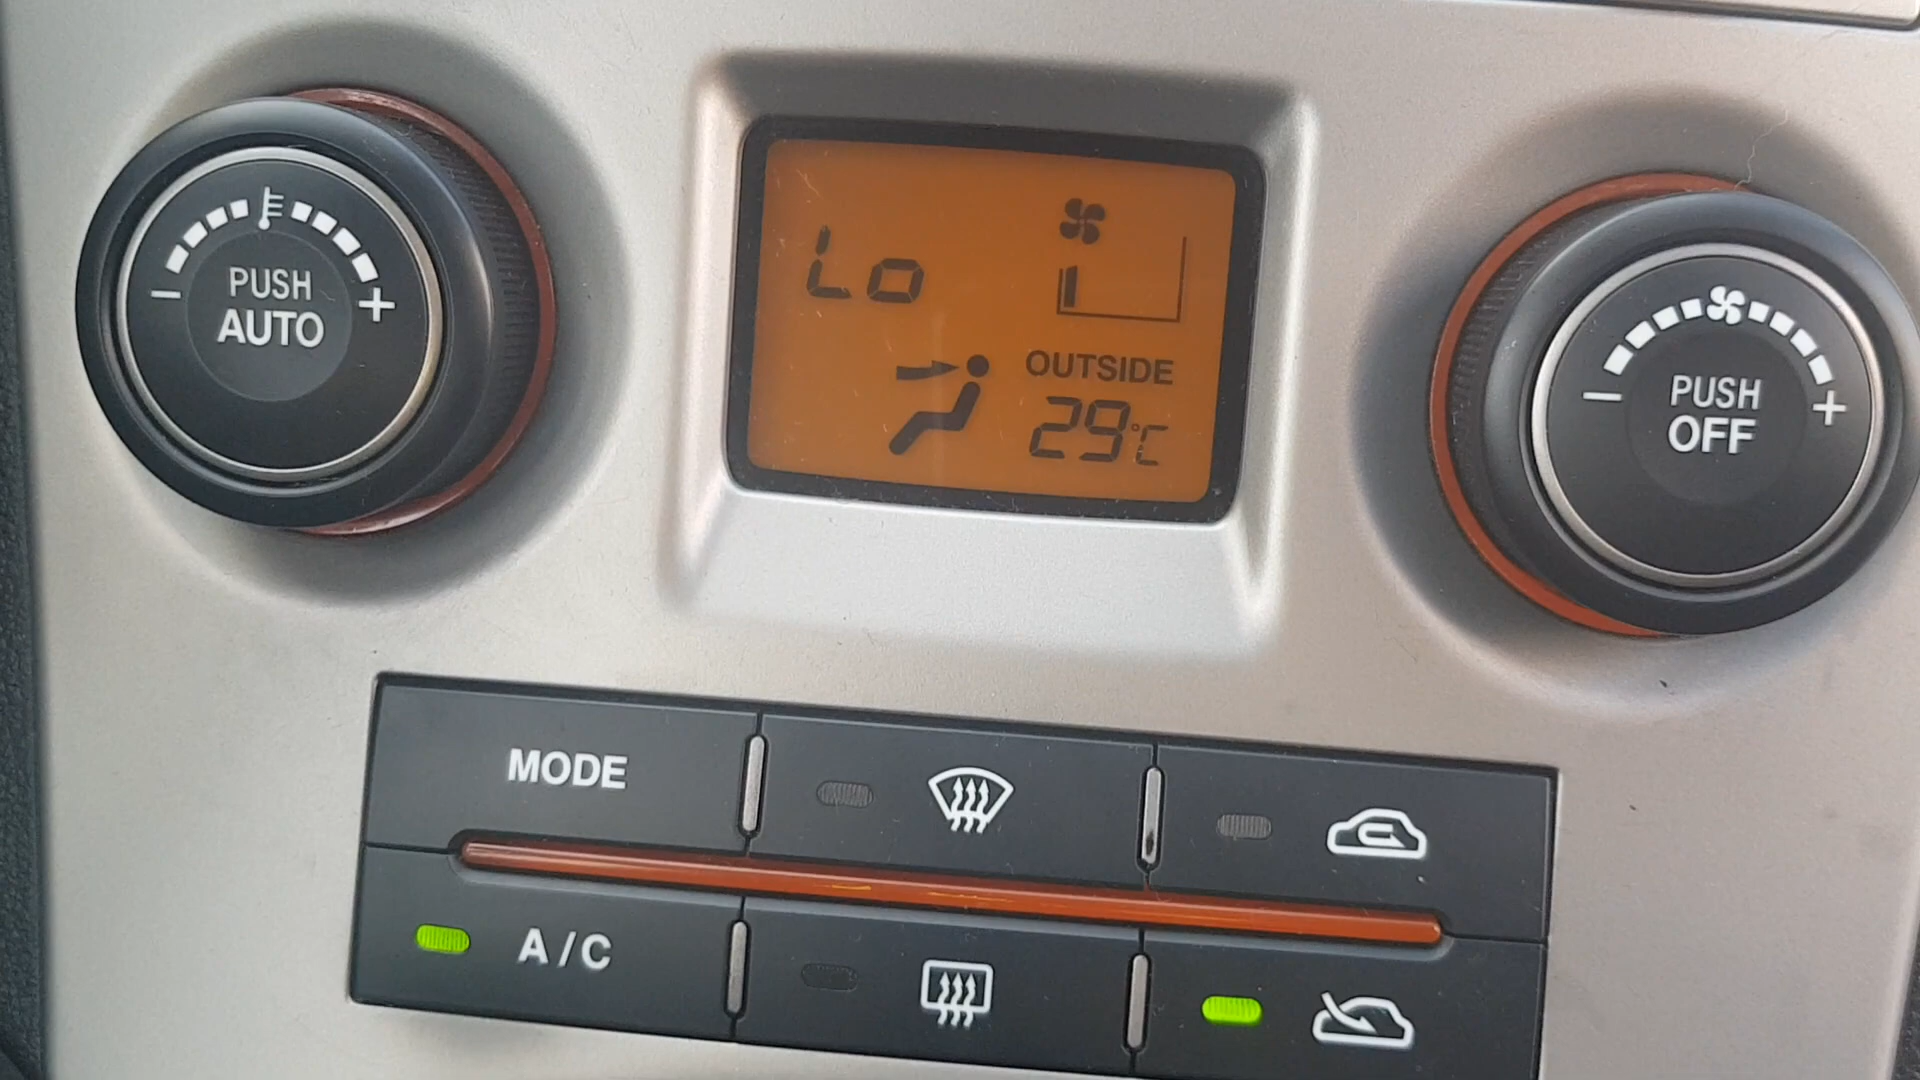 PUSH
AUTO
− +
Lo
OUTSIDE
29°C
PUSH
OFF
− +
MODE
A/C